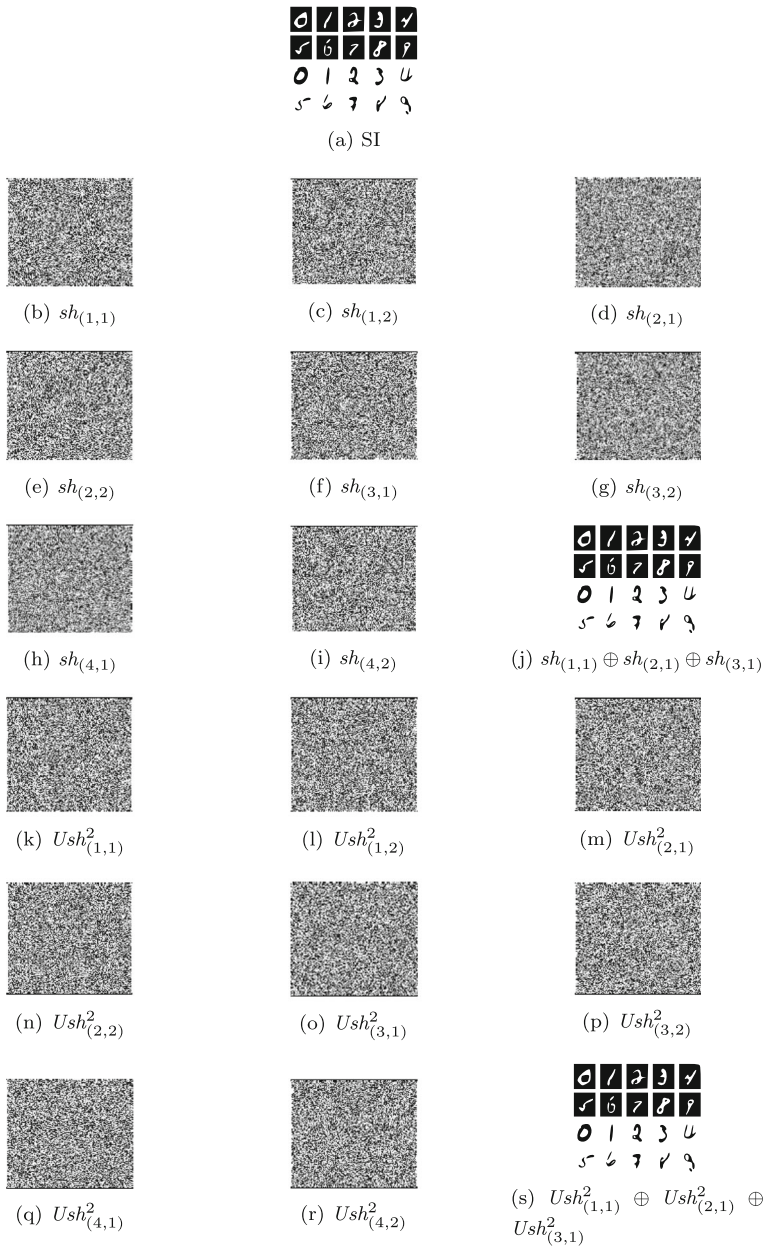 0 1 2 3 4
5 6 7 8 9
0 1 2 3 4
5 6 7 8 9
(a) SI
(b) sh(1,1) (c) sh(1,2) (d) sh(2,1)
(e) sh(2,2) (f) sh(3,1) (g) sh(3,2)
0 1 2 3 4
5 6 7 8 9
0 1 2 3 4
5 6 7 8 9
(h) sh(4,1) (i) sh(4,2) (j) sh(1,1) ⊕ sh(2,1) ⊕ sh(3,1)
(k) Ush²(1,1) (l) Ush²(1,2) (m) Ush²(2,1)
(n) Ush²(2,2) (o) Ush²(3,1) (p) Ush²(3,2)
0 1 2 3 4
5 6 7 8 9
0 1 2 3 4
5 6 7 8 9
(q) Ush²(4,1) (r) Ush²(4,2) (s) Ush²(1,1) ⊕ Ush²(2,1) ⊕
Ush²(3,1)